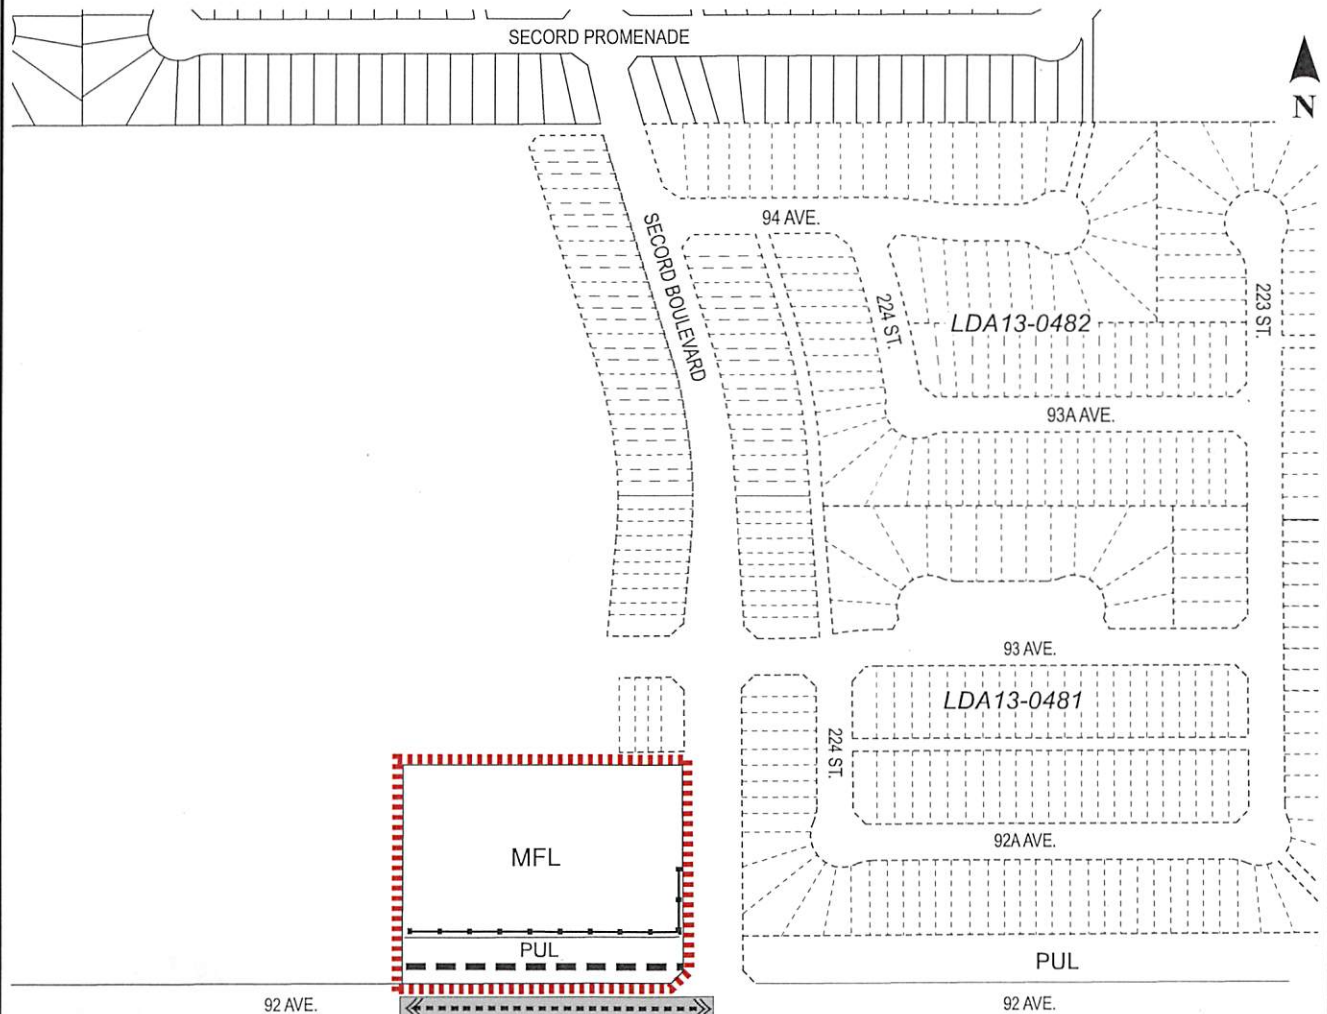 SECORD PROMENADE
N
94 AVE.
SECORD BOULEVARD
224 ST.
LDA13-0482
223 ST.
93A AVE.
93 AVE.
LDA13-0481
224 ST.
92A AVE.
MFL
PUL
PUL
92 AVE.
92 AVE.